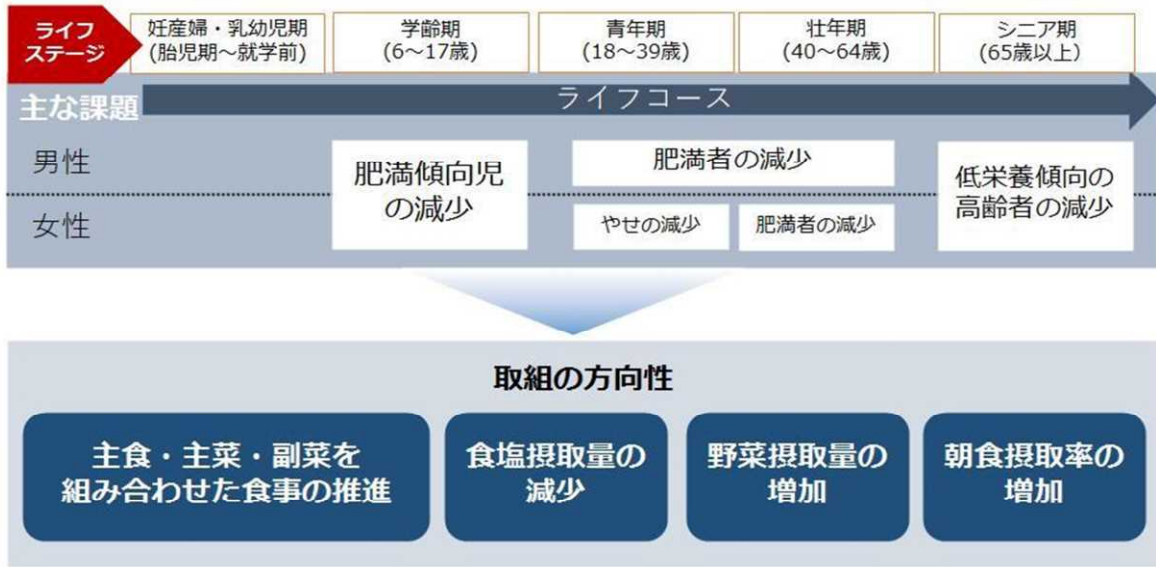 ライフ
ステージ
妊産婦・乳幼児期
(胎児期～就学前)
学齢期
(6～17歳)
青年期
(18～39歳)
壮年期
(40～64歳)
シニア期
(65歳以上)
主な課題
ライフコース
男性
女性
肥満傾向児
の減少
肥満者の減少
やせの減少
肥満者の減少
低栄養傾向の
高齢者の減少
取組の方向性
主食・主菜・副菜を
組み合わせた食事の推進
食塩摂取量の
減少
野菜摂取量の
増加
朝食摂取率の
増加